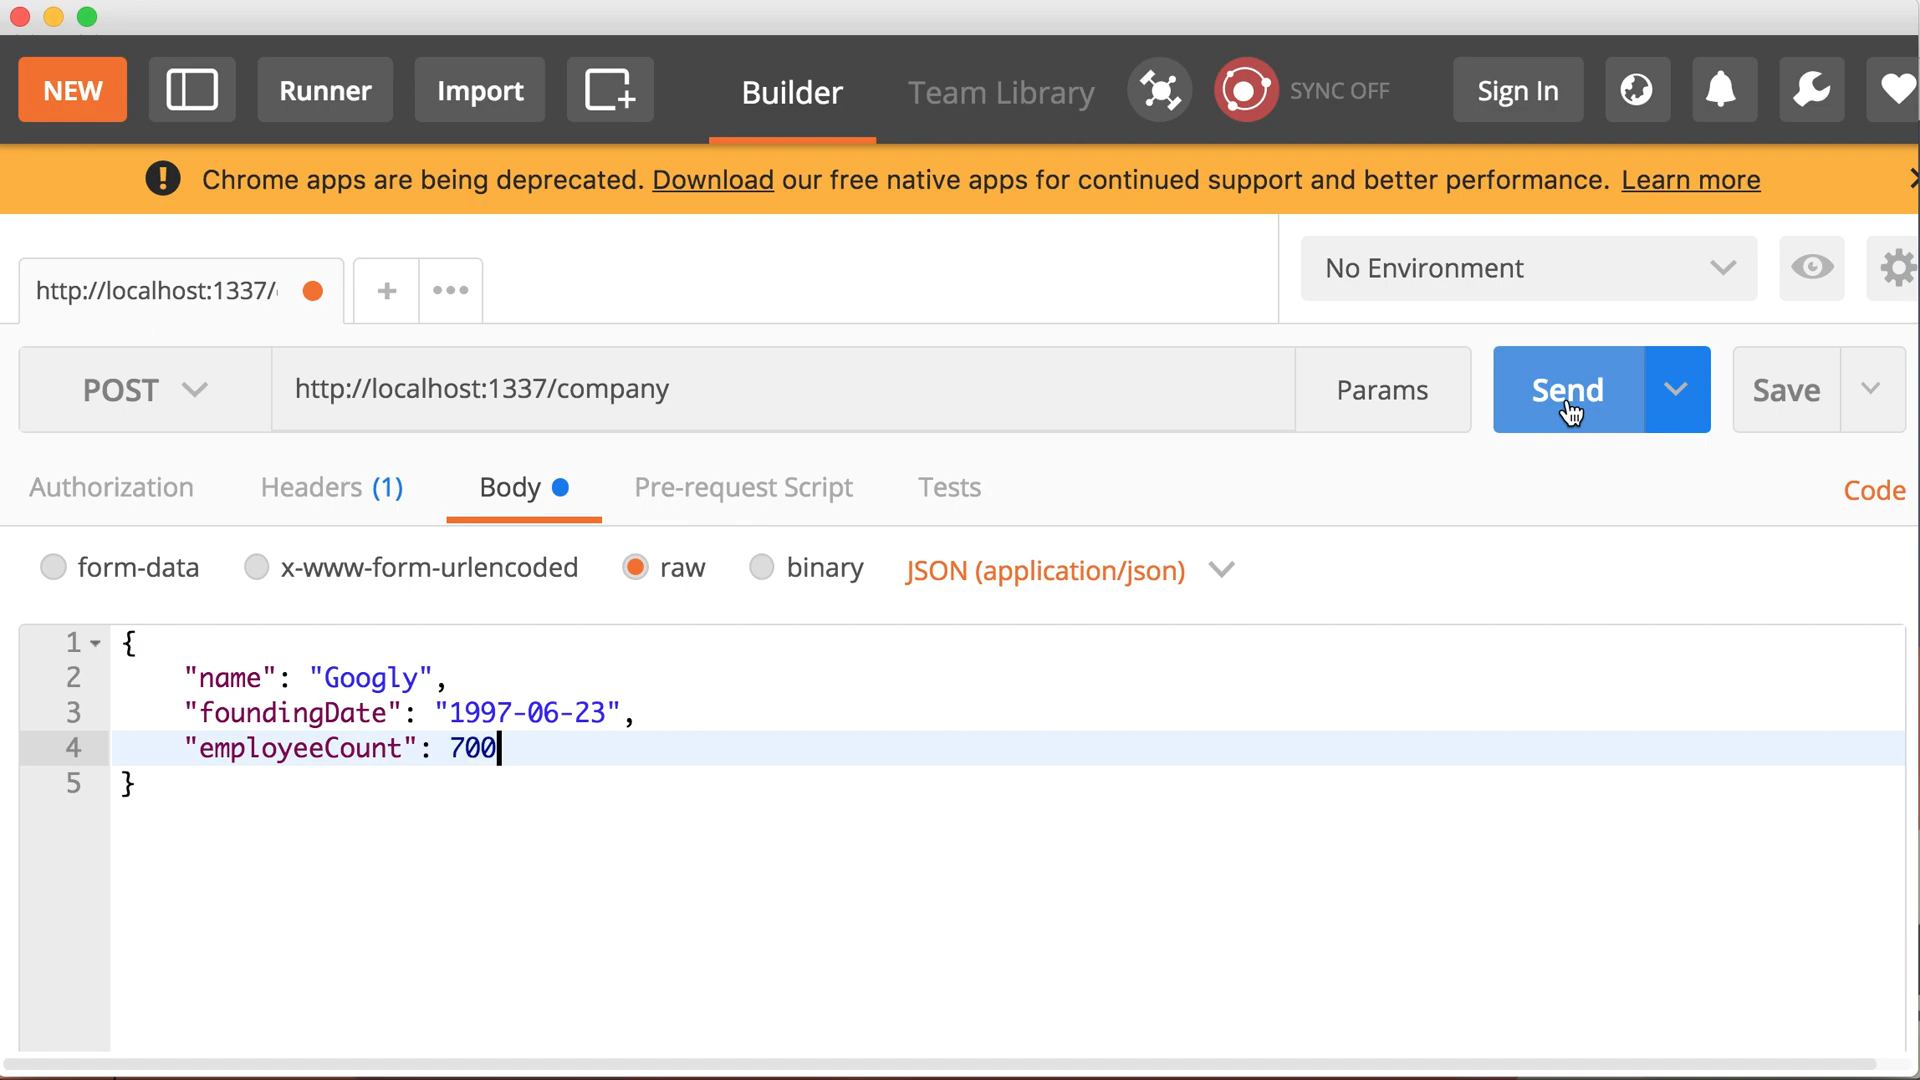 NEW Runner Import Builder Team Library SYNC OFF Sign In
Chrome apps are being deprecated. Download our free native apps for continued support and better performance. Learn more
No Environment
http://localhost:1337/
POST http://localhost:1337/company Params Send Save
Authorization Headers (1) Body Pre-request Script Tests Code
form-data x-www-form-urlencoded raw binary JSON (application/json)
1 {
2 "name": "Googly",
3 "foundingDate": "1997-06-23",
4 "employeeCount": 700
5 }